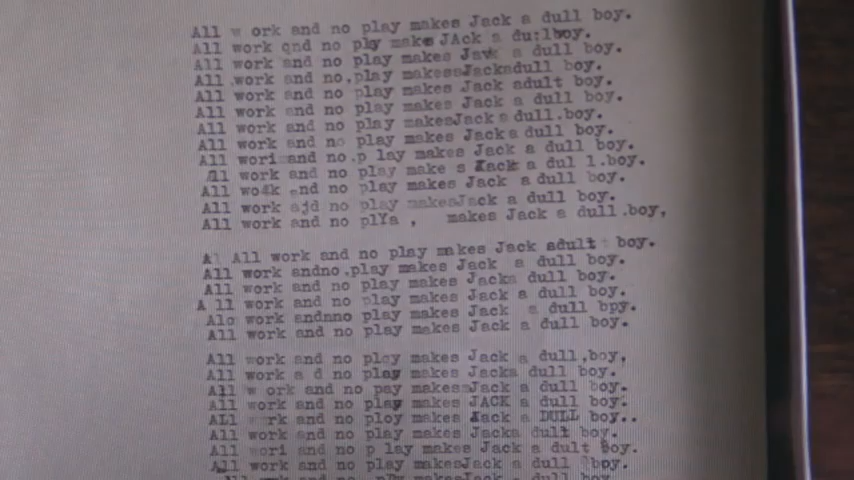 All w ork and no play makes Jack a dull boy.
All work qnd no play make JAck a du:lboy.
All work and no play makes Javk a dull boy.
All work and no.play makessJackadull boy.
All work and no play makes Jack adult boy.
All work and no play makes Jack a dull boy.
All work and no play makesJack a dull.boy.
All work and no play makes Jack a dull boy.
All wori and no.p lay makes Jack a dull boy.
All work and no play make s Jack a dul l.boy.
All wo4k end no play makes Jack a dull boy.
All work ajd no play makesJack a dull boy.
All work and no plYa , makes Jack a dull.boy,
A All work and no play makes Jack adult boy.
All work andno.play makes Jack a dull boy.
All work and no play makes Jacka dull boy.
A ll work and no play makes Jack a dull boy.
Alo work andnno play makes Jack a dull bpy.
All work and no play makes Jack a dull boy.
All work and no ploy makes Jack a dull,boy,
All work a d no play makes Jacka dull boy.
All w ork and no pay makes Jack a dull boy.
All work and no play makes JACK a dull boy.
ALl rk and no ploy makes Jack a DULL boy..
All work and no play makes Jacka dull boy.
All wori and no p lay makes Jack a dult boy.
All work and no play makesJack a dull boy.